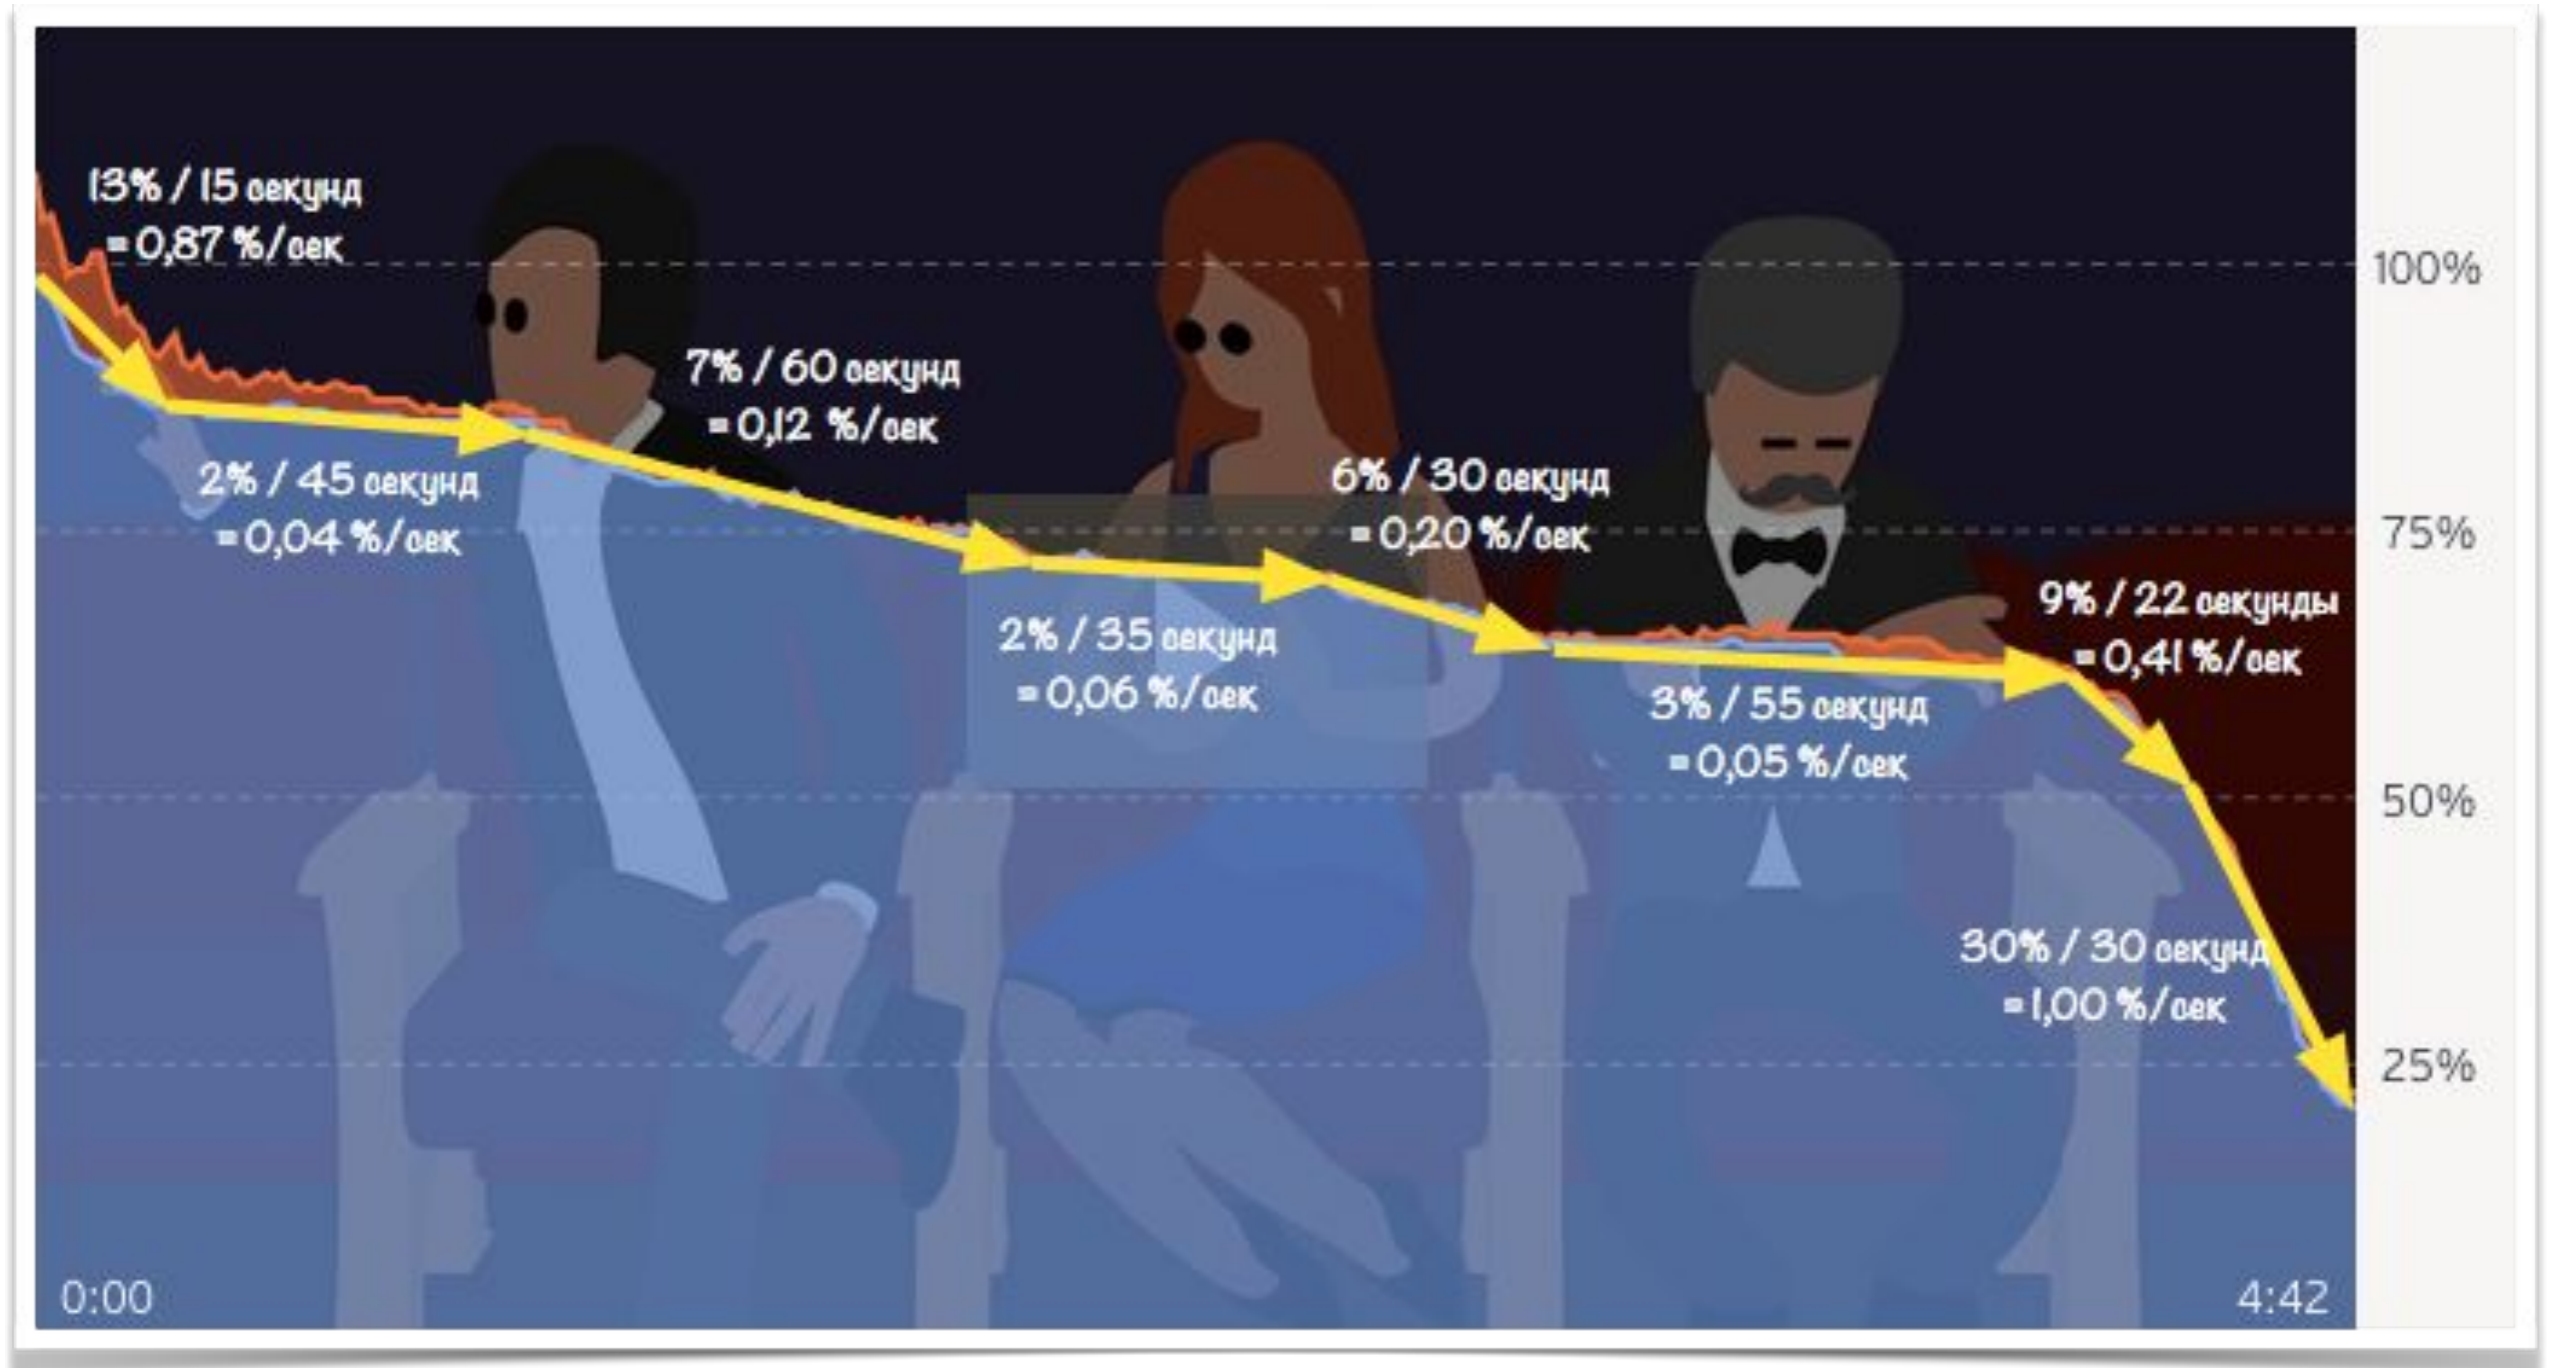 13% / 15 секунд
= 0,87 %/сек
100%
7% / 60 секунд
= 0,12 %/сек
2% / 45 секунд
= 0,04 %/сек
6% / 30 секунд
= 0,20 %/сек
75%
2% / 35 секунд
= 0,06 %/сек
9% / 22 секунды
= 0,41 %/сек
3% / 55 секунд
= 0,05 %/сек
50%
30% / 30 секунд
= 1,00 %/сек
25%
0:00
4:42